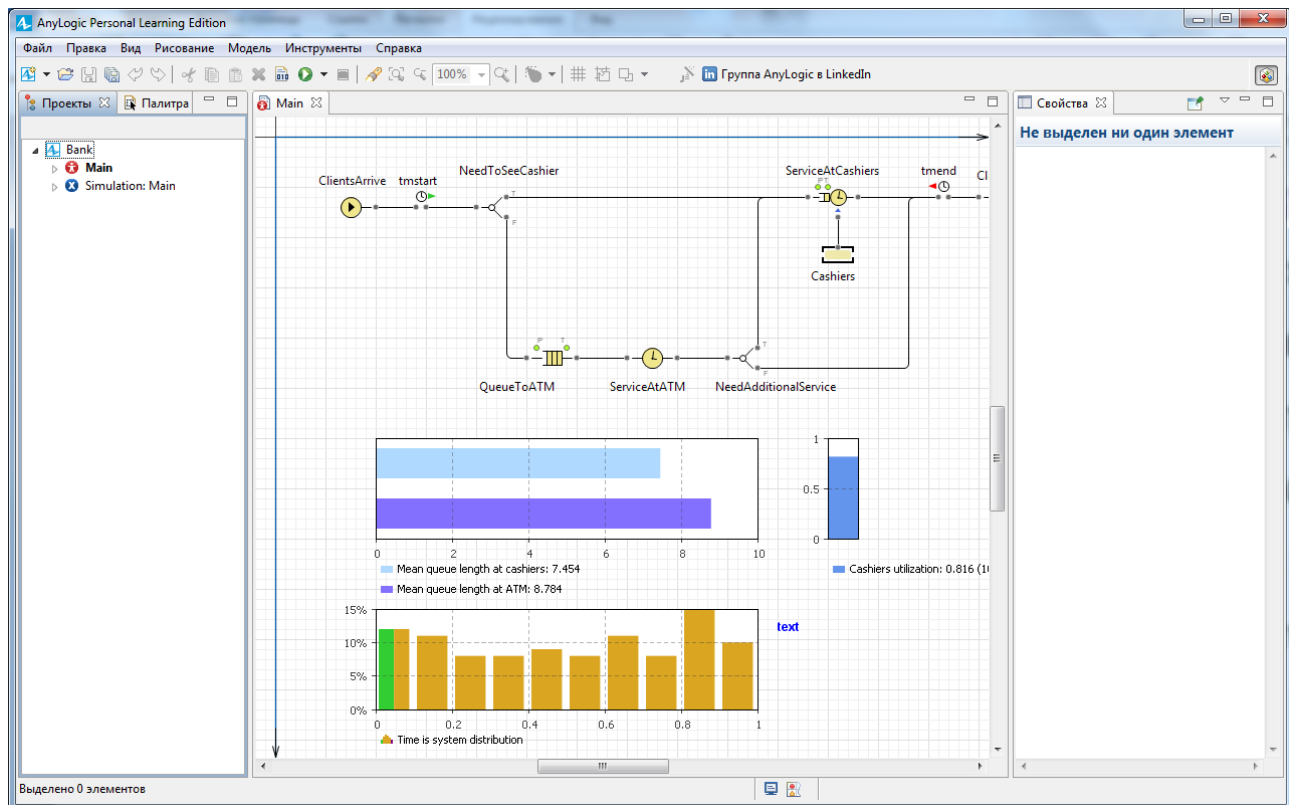 AnyLogic Personal Learning Edition
Файл Правка Вид Рисование Модель Инструменты Справка
100% Группа AnyLogic в LinkedIn
Проекты Палитра
Main
Свойства
Bank
Main
Simulation: Main
Не выделен ни один элемент
ClientsArrive tmstart NeedToSeeCashier ServiceAtCashiers tmend Cl
T
F
P T
Cashiers
P T
T
F
QueueToATM ServiceAtATM NeedAdditionalService
0 2 4 6 8 10
Mean queue length at cashiers: 7.454
Mean queue length at ATM: 8.784
1
0.5
0
Cashiers utilization: 0.816 (1
15%
10%
5%
0%
0 0.2 0.4 0.6 0.8 1
Time is system distribution
text
Выделено 0 элементов